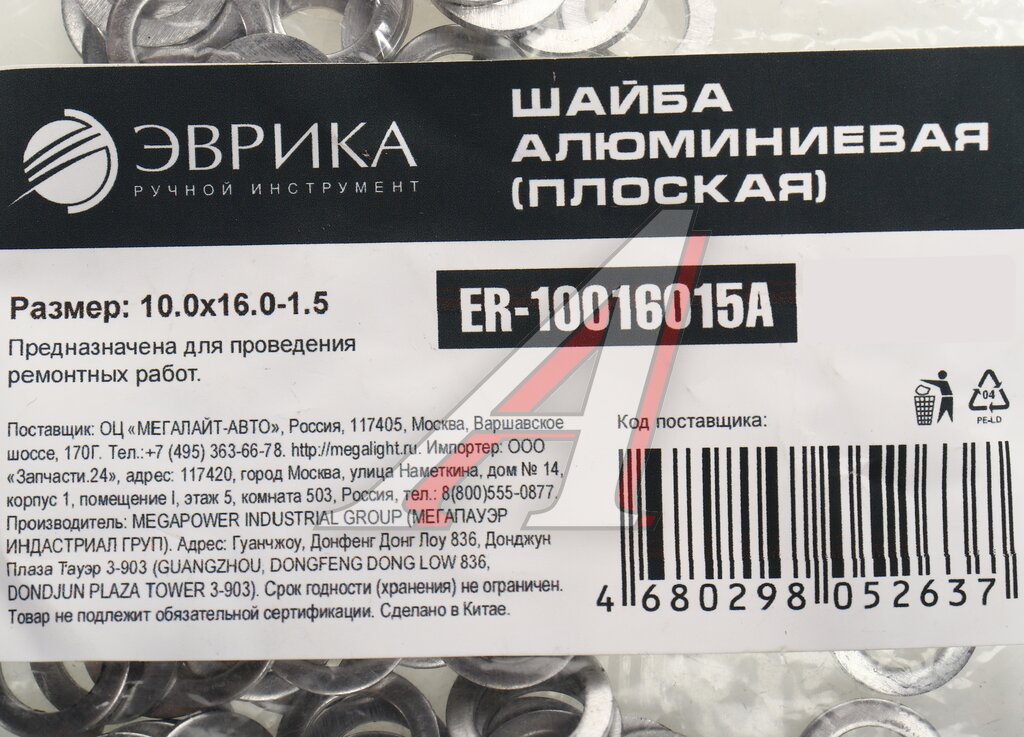 ЭВРИКА
РУЧНОЙ ИНСТРУМЕНТ
ШАЙБА
АЛЮМИНИЕВАЯ
(ПЛОСКАЯ)
Размер: 10.0x16.0-1.5
ER-10016015A
Предназначена для проведения
ремонтных работ.
Поставщик: ОЦ «МЕГАЛАЙТ-АВТО», Россия, 117405, Москва, Варшавское
шоссе, 170Г. Тел.:+7 (495) 363-66-78. http://megalight.ru. Импортер: ООО
«Запчасти.24», адрес: 117420, город Москва, улица Наметкина, дом № 14,
корпус 1, помещение I, этаж 5, комната 503, Россия, тел.: 8(800)555-0877.
Производитель: MEGAPOWER INDUSTRIAL GROUP (МЕГАПАУЭР
ИНДАСТРИАЛ ГРУП). Адрес: Гуанчжоу, Донфенг Донг Лоу 836, Донджун
Плаза Тауэр 3-903 (GUANGZHOU, DONGFENG DONG LOW 836,
DONDJUN PLAZA TOWER 3-903). Срок годности (хранения) не ограничен.
Товар не подлежит обязательной сертификации. Сделано в Китае.
Код поставщика:
04
PE-LD
4 680298 052637